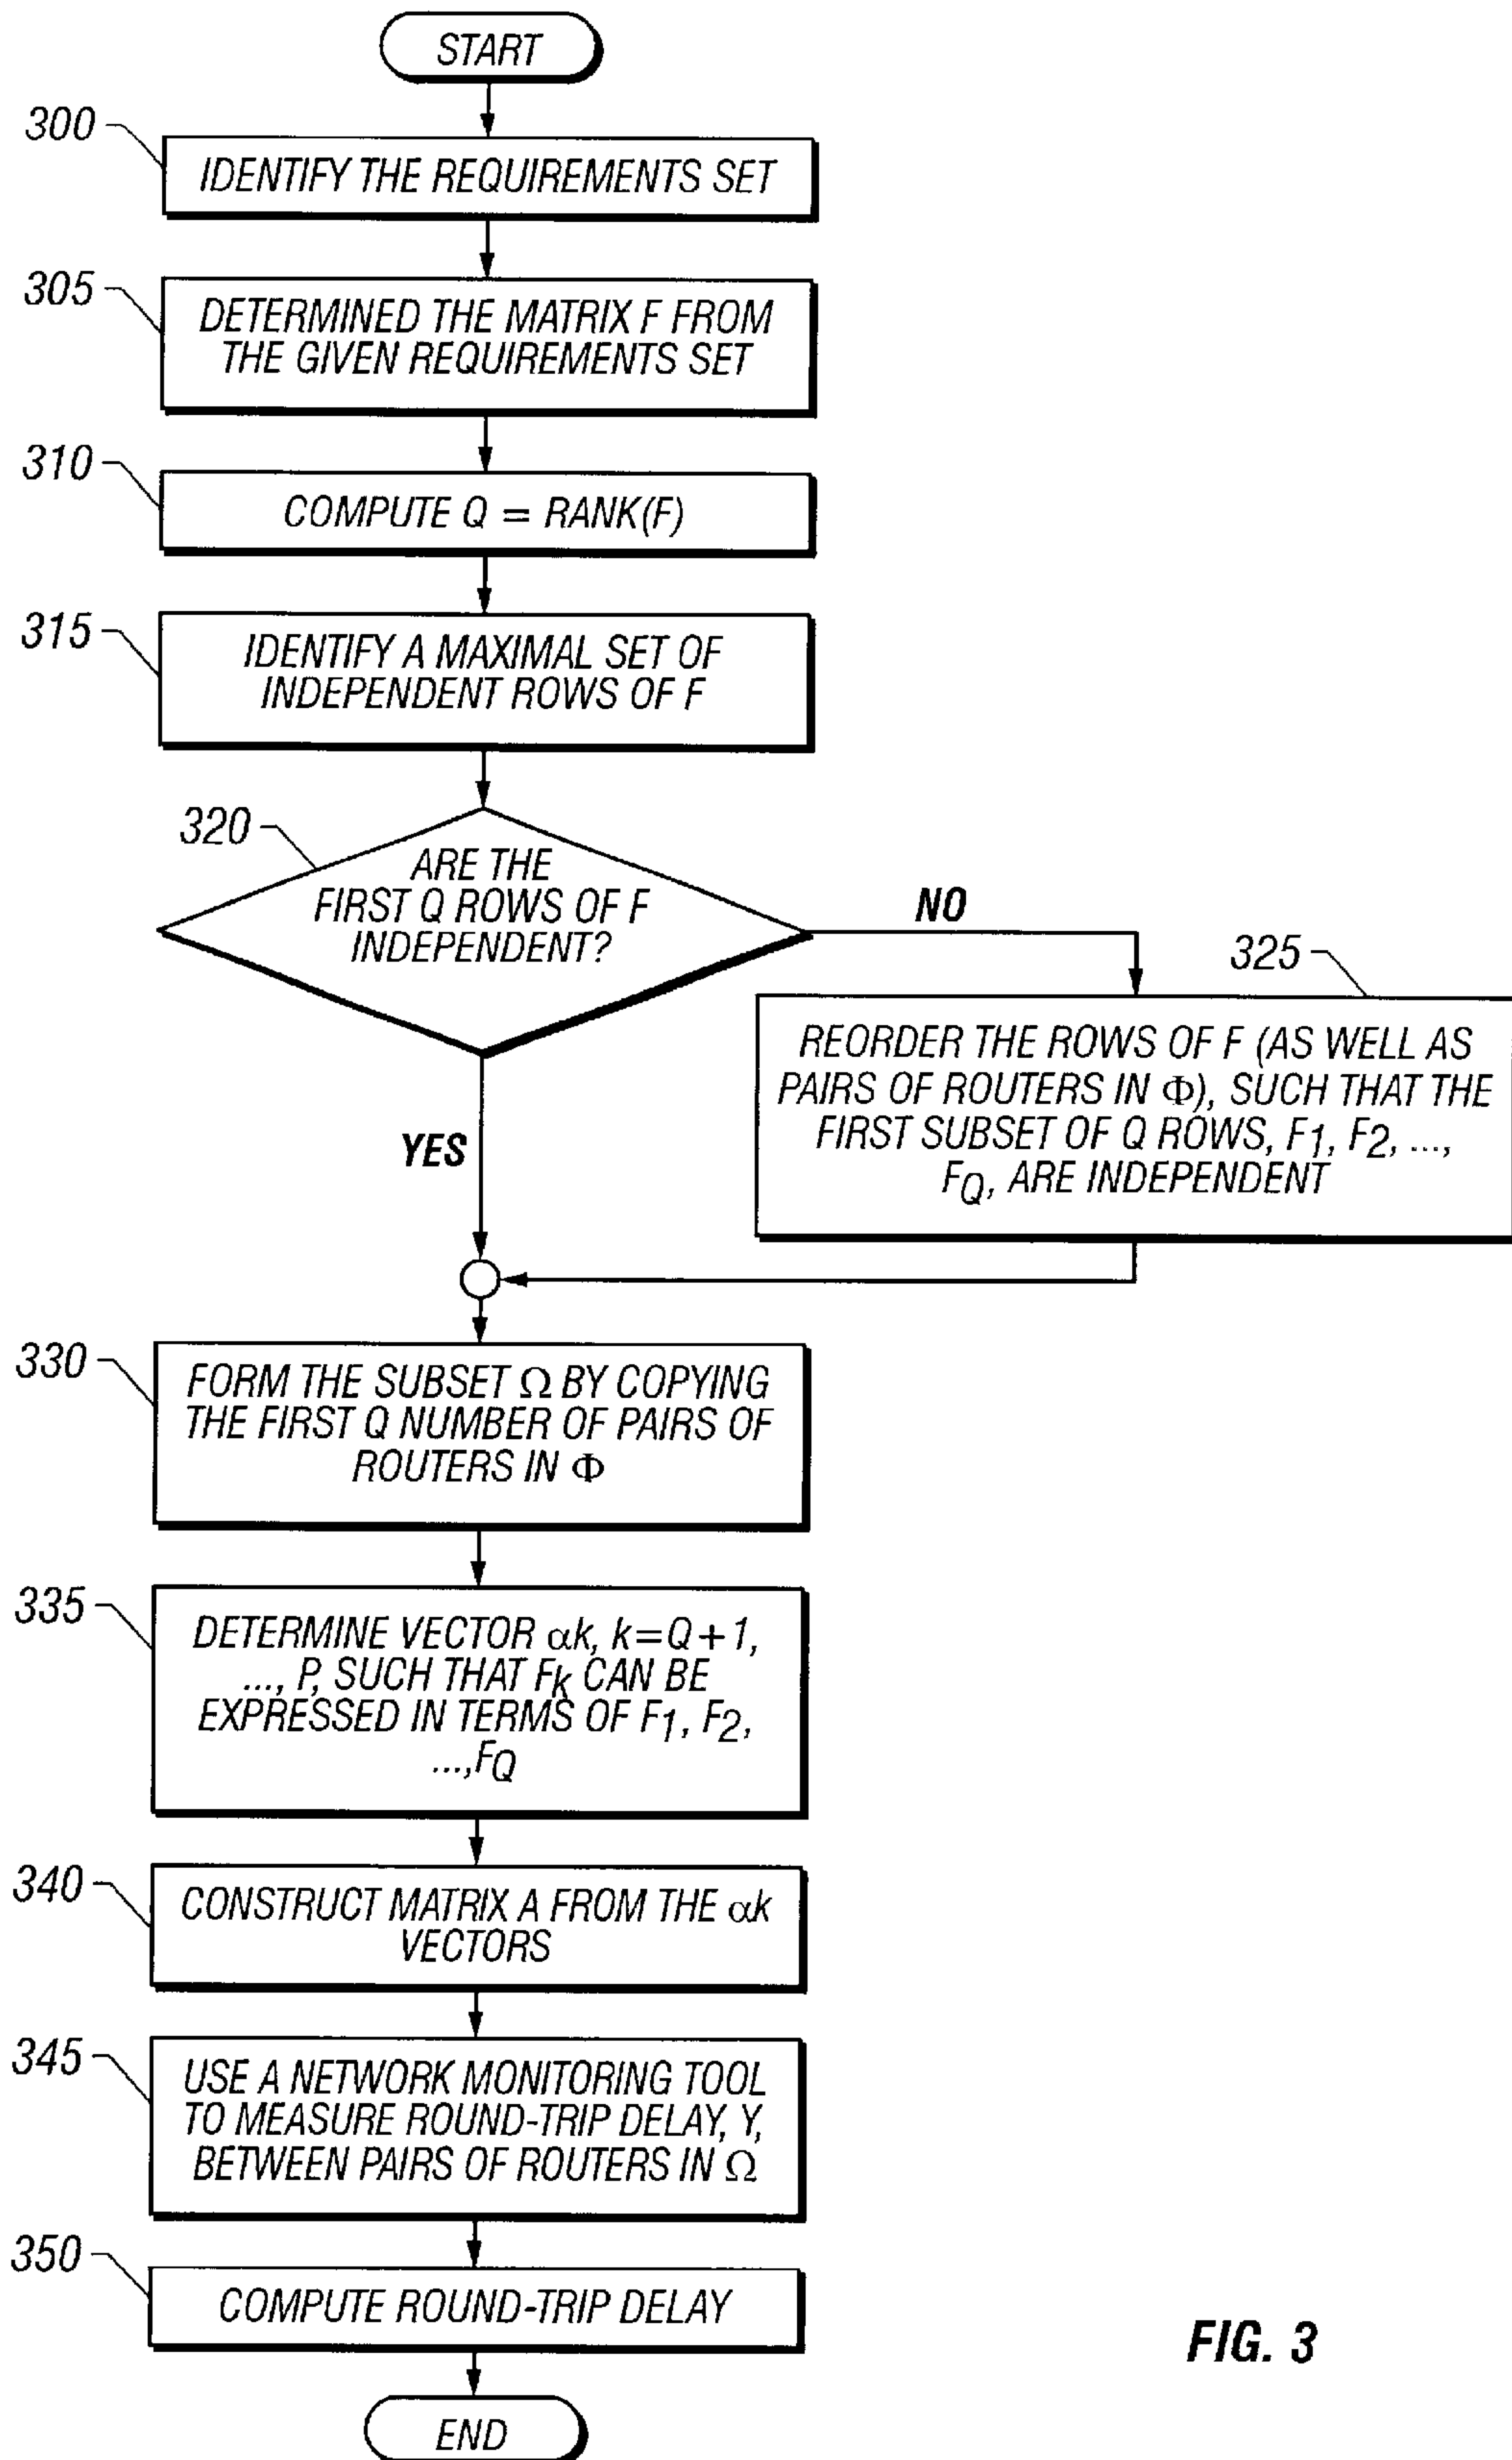 START
300
IDENTIFY THE REQUIREMENTS SET
305
DETERMINED THE MATRIX F FROM
THE GIVEN REQUIREMENTS SET
310
COMPUTE Q = RANK(F)
315
IDENTIFY A MAXIMAL SET OF
INDEPENDENT ROWS OF F
320
ARE THE
FIRST Q ROWS OF F
INDEPENDENT?
NO
325
REORDER THE ROWS OF F (AS WELL AS
PAIRS OF ROUTERS IN Φ), SUCH THAT THE
FIRST SUBSET OF Q ROWS, F1, F2, ...,
FQ, ARE INDEPENDENT
YES
330
FORM THE SUBSET Ω BY COPYING
THE FIRST Q NUMBER OF PAIRS OF
ROUTERS IN Φ
335
DETERMINE VECTOR αk, k=Q+1,
..., P, SUCH THAT Fk CAN BE
EXPRESSED IN TERMS OF F1, F2,
...,FQ
340
CONSTRUCT MATRIX A FROM THE αk
VECTORS
345
USE A NETWORK MONITORING TOOL
TO MEASURE ROUND-TRIP DELAY, Y,
BETWEEN PAIRS OF ROUTERS IN Ω
350
COMPUTE ROUND-TRIP DELAY
END
FIG. 3